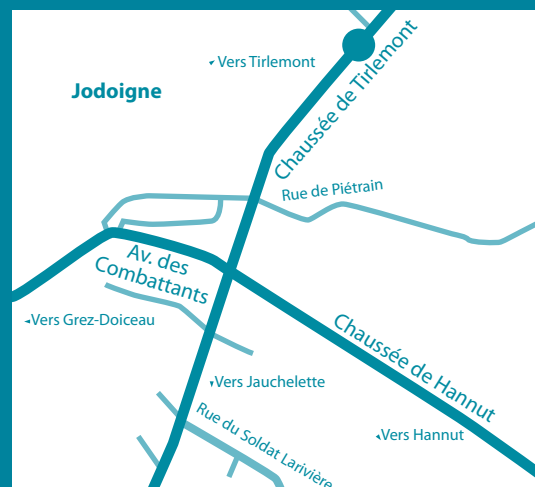 Vers Tirlemont
Jodoigne
Chaussée de Tirlemont
Rue de Piétrain
Av. des
Combattants
Vers Grez-Doiceau
Chaussée de Hannut
Vers Jauchelette
Rue du Soldat Larivière
Vers Hannut